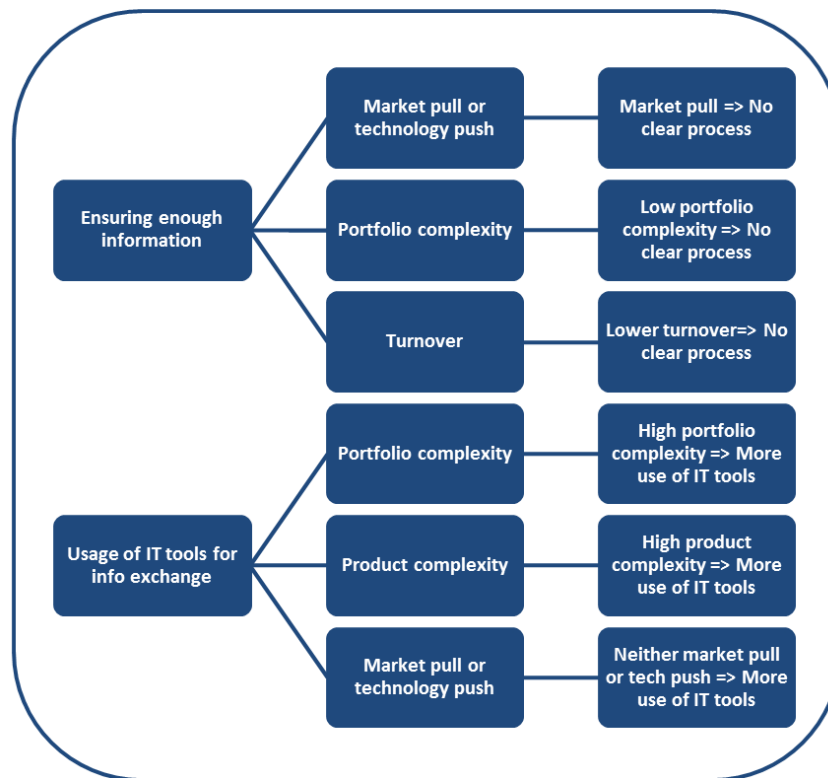 Market pull or
technology push
Market pull => No
clear process
Ensuring enough
information
Portfolio complexity
Low portfolio
complexity => No
clear process
Turnover
Lower turnover=> No
clear process
Portfolio complexity
High portfolio
complexity => More
use of IT tools
Usage of IT tools for
info exchange
Product complexity
High product
complexity => More
use of IT tools
Market pull or
technology push
Neither market pull
or tech push => More
use of IT tools